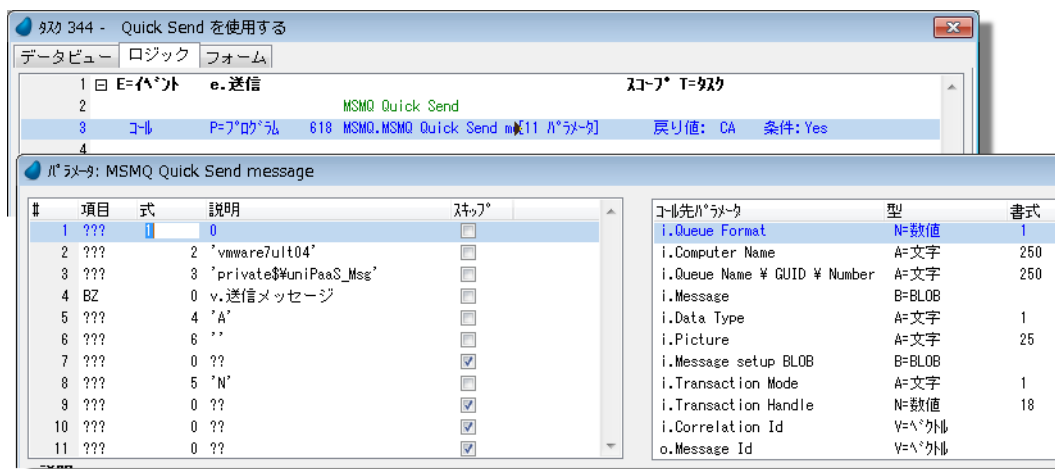 ﾀｽｸ 344 - Quick Send を使用する
データビュー ロジック フォーム
1 E=ｲﾍﾞﾝﾄ e.送信 ｽｺｰﾌﾟ T=ﾀｽｸ
2 MSMQ Quick Send
3 ｺｰﾙ P=ﾌﾟﾛｸﾞﾗﾑ 618 MSMQ.MSMQ Quick Send m [11 ﾊﾟﾗﾒｰﾀ] 戻り値: CA 条件: Yes
4
ﾊﾟﾗﾒｰﾀ: MSMQ Quick Send message
# 項目 式 説明 ｽｷｯﾌﾟ
1 ??? 1 0
2 ??? 2 'vmware7ult04'
3 ??? 3 'private$¥uniPaaS_Msg'
4 BZ 0 v.送信メッセージ
5 ??? 4 'A'
6 ??? 6 ''
7 ??? 0 ??
8 ??? 5 'N'
9 ??? 0 ??
10 ??? 0 ??
11 ??? 0 ??
ｺｰﾙ先ﾊﾟﾗﾒｰﾀ 型 書式
i.Queue Format N=数値 1
i.Computer Name A=文字 250
i.Queue Name ¥ GUID ¥ Number A=文字 250
i.Message B=BLOB
i.Data Type A=文字 1
i.Picture A=文字 25
i.Message setup BLOB B=BLOB
i.Transaction Mode A=文字 1
i.Transaction Handle N=数値 18
i.Correlation Id V=ﾍﾞｸﾄﾙ
o.Message Id V=ﾍﾞｸﾄﾙ